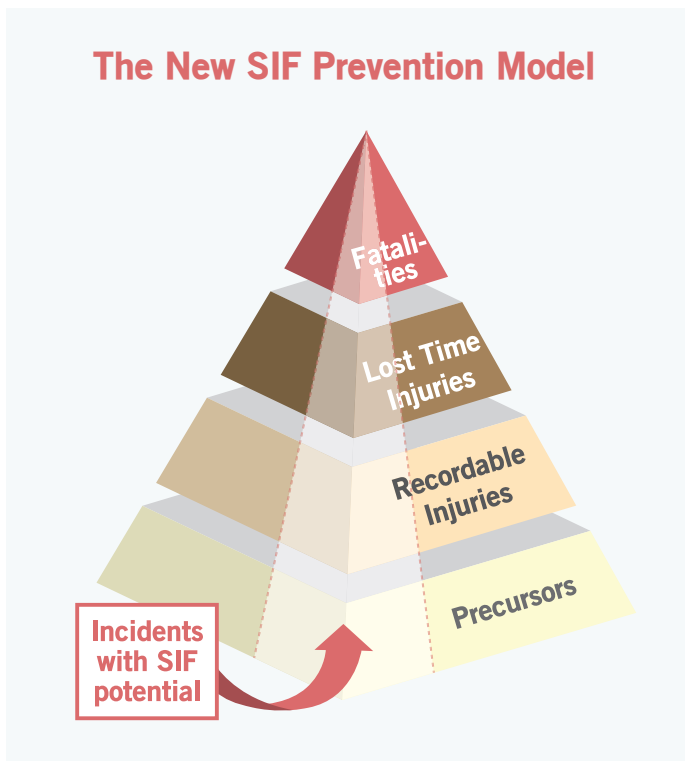 The New SIF Prevention Model
Fatali-
ties
Lost Time
Injuries
Recordable
Injuries
Precursors
Incidents
with SIF
potential